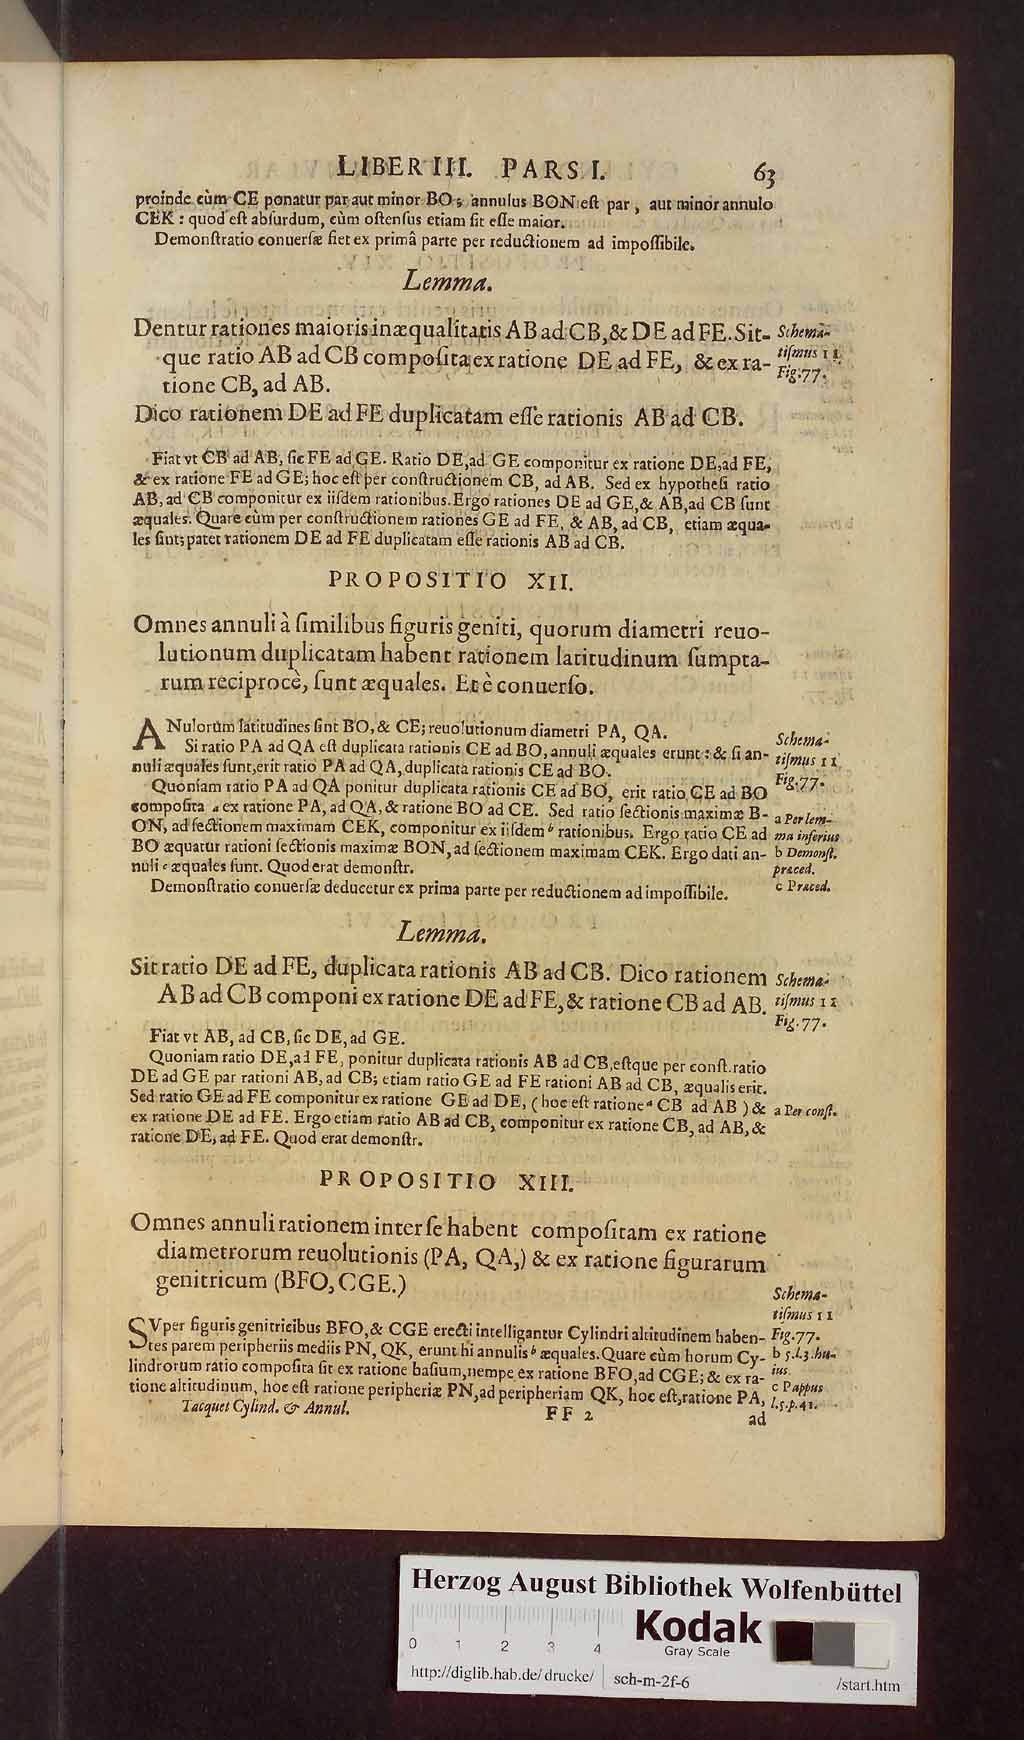 LIBER III. PARS I. 63
proinde cùm CE ponatur par aut minor BO; annulus BON eſt par, aut minor annulo
CEK: quod eſt abſurdum, cùm oſtenſus etiam ſit eſſe maior.
Demonſtratio conuerſæ fiet ex primâ parte per reductionem ad impoſſibile.
Lemma.
Dentur rationes maioris inæqualitatis AB ad CB, & DE ad FE. Sit-
que ratio AB ad CB compoſita ex ratione DE ad FE, & ex ra-
tione CB, ad AB.
Schema-
tiſmus 11
Fig. 77.
Dico rationem DE ad FE duplicatam eſſe rationis AB ad CB.
Fiat vt CB ad AB, ſic FE ad GE. Ratio DE, ad GE componitur ex ratione DE, ad FE,
& ex ratione FE ad GE; hoc eſt per conſtructionem CB, ad AB. Sed ex hypotheſi ratio
AB, ad CB componitur ex iiſdem rationibus. Ergo rationes DE ad GE, & AB, ad CB ſunt
æquales. Quare cùm per conſtructionem rationes GE ad FE, & AB, ad CB, etiam æqua-
les ſint; patet rationem DE ad FE duplicatam eſſe rationis AB ad CB.
PROPOSITIO XII.
Omnes annuli à ſimilibus figuris geniti, quorum diametri reuo-
lutionum duplicatam habent rationem latitudinum ſumpta-
rum reciprocè, ſunt æquales. Et è conuerſo.
ANulorum latitudines ſint BO, & CE; reuolutionum diametri PA, QA.
Si ratio PA ad QA eſt duplicata rationis CE ad BO, annuli æquales erunt: & ſi an-
nuli æquales ſunt, erit ratio PA ad QA, duplicata rationis CE ad BO.
Schema-
tiſmus 11
Fig. 77.
Quoniam ratio PA ad QA ponitur duplicata rationis CE ad BO, erit ratio CE ad BO
compoſita a ex ratione PA, ad QA, & ratione BO ad CE. Sed ratio ſectionis maximæ B-
ON, ad ſectionem maximam CEK, componitur ex iiſdem b rationibus. Ergo ratio CE ad
BO æquatur rationi ſectionis maximæ BON, ad ſectionem maximam CEK. Ergo dati an-
nuli c æquales ſunt. Quod erat demonſtr.
Demonſtratio conuerſæ deducetur ex prima parte per reductionem ad impoſſibile.
a Per lem-
ma inferius
b Demonſt.
præced.
c Præced.
Lemma.
Sit ratio DE ad FE, duplicata rationis AB ad CB. Dico rationem
AB ad CB componi ex ratione DE ad FE, & ratione CB ad AB.
Schema-
tiſmus 11
Fig. 77.
Fiat vt AB, ad CB, ſic DE, ad GE.
Quoniam ratio DE, ad FE, ponitur duplicata rationis AB ad CB, eſtque per conſt. ratio
DE ad GE par rationi AB, ad CB; etiam ratio GE ad FE rationi AB ad CB, æqualis erit.
Sed ratio GE ad FE componitur ex ratione GE ad DE, (hoc eſt ratione a CB ad AB) &
ex ratione DE ad FE. Ergo etiam ratio AB ad CB, componitur ex ratione CB, ad AB, &
ratione DE, ad FE. Quod erat demonſtr.
a Per conſt.
PROPOSITIO XIII.
Omnes annuli rationem inter ſe habent compoſitam ex ratione
diametrorum reuolutionis (PA, QA,) & ex ratione figurarum
genitricum (BFO, CGE.)
Schema-
tiſmus 11
Fig. 77.
SVper figuris genitricibus BFO, & CGE erecti intelligantur Cylindri altitudinem haben-
tes parem peripheriis mediis PN, QK, erunt hi annulis b æquales. Quare cùm horum Cy-
lindrorum ratio compoſita ſit ex ratione baſium, nempe ex ratione BFO, ad CGE; & ex ra-
tione altitudinum, hoc eſt ratione peripheriæ PN, ad peripheriam QK, hoc eſt, ratione PA,
b 5. l. 3. hu-
ius.
c Pappus
l. 5. p. 41.
Tacquet Cylind. & Annul. FF 2 ad
Herzog August Bibliothek Wolfenbüttel
Kodak
Gray Scale
0 1 2 3 4
http://diglib.hab.de/drucke/ sch-m-2f-6 /start.htm